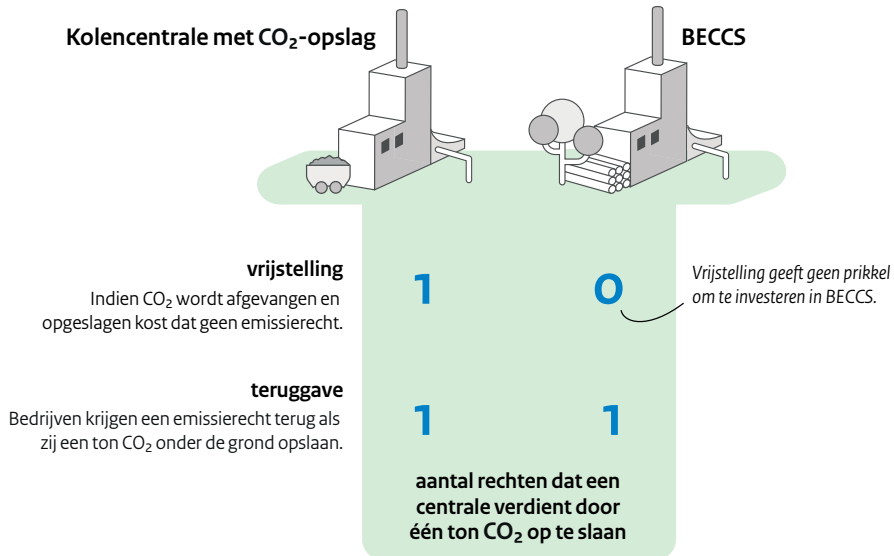 Kolencentrale met CO₂-opslag
BECCS
vrijstelling
Indien CO₂ wordt afgevangen en
opgeslagen kost dat geen emissierecht.
1
0
Vrijstelling geeft geen prikkel
om te investeren in BECCS.
teruggave
Bedrijven krijgen een emissierecht terug als
zij een ton CO₂ onder de grond opslaan.
1
1
aantal rechten dat een
centrale verdient door
één ton CO₂ op te slaan